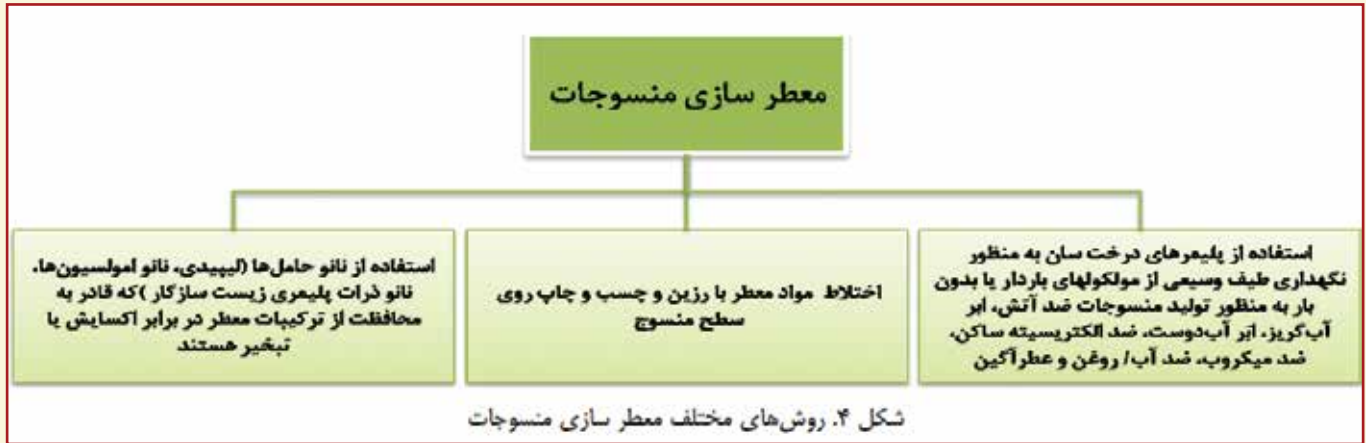 معطر سازی منسوجات
استفاده از پلیمرهای درخت سان به منظور
نگهداری طیف وسیعی از مولکولهای باردار یا بدون
بار به منظور تولید منسوجات ضد آتش، ابر
آب‌گریز، ابَر آب‌دوست، ضد الکتریسیته ساکن،
ضد میکروب، ضد آب/ روغن و عطرآگین
اختلاط مواد معطر با رزین و چسب و چاپ روی
سطح منسوج
استفاده از نانو حامل‌ها (لیپیدی، نانو امولسیون‌ها،
نانو ذرات پلیمری زیست سازگار )که قادر به
محافظت از ترکیبات معطر در برابر اکسایش یا
تبخیر هستند
شکل ۴. روش‌های مختلف معطر سازی منسوجات